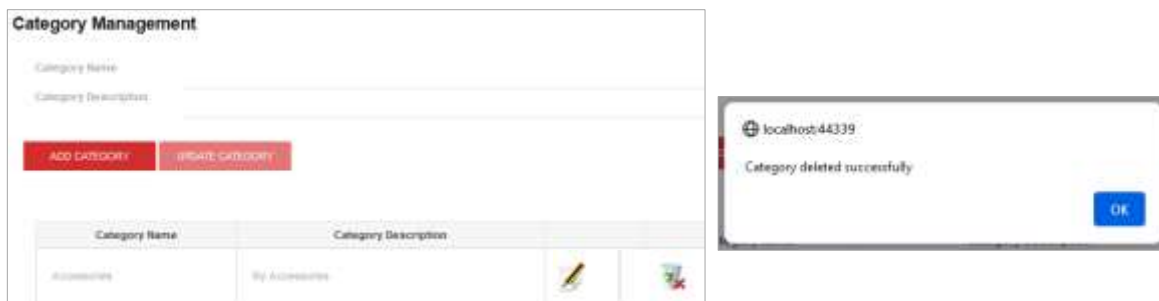 Category Management
Category Name
Category Description
ADD CATEGORY
UPDATE CATEGORY
Category Name
Category Description
Accessories
Accessories
localhost:44339
Category deleted successfully
OK